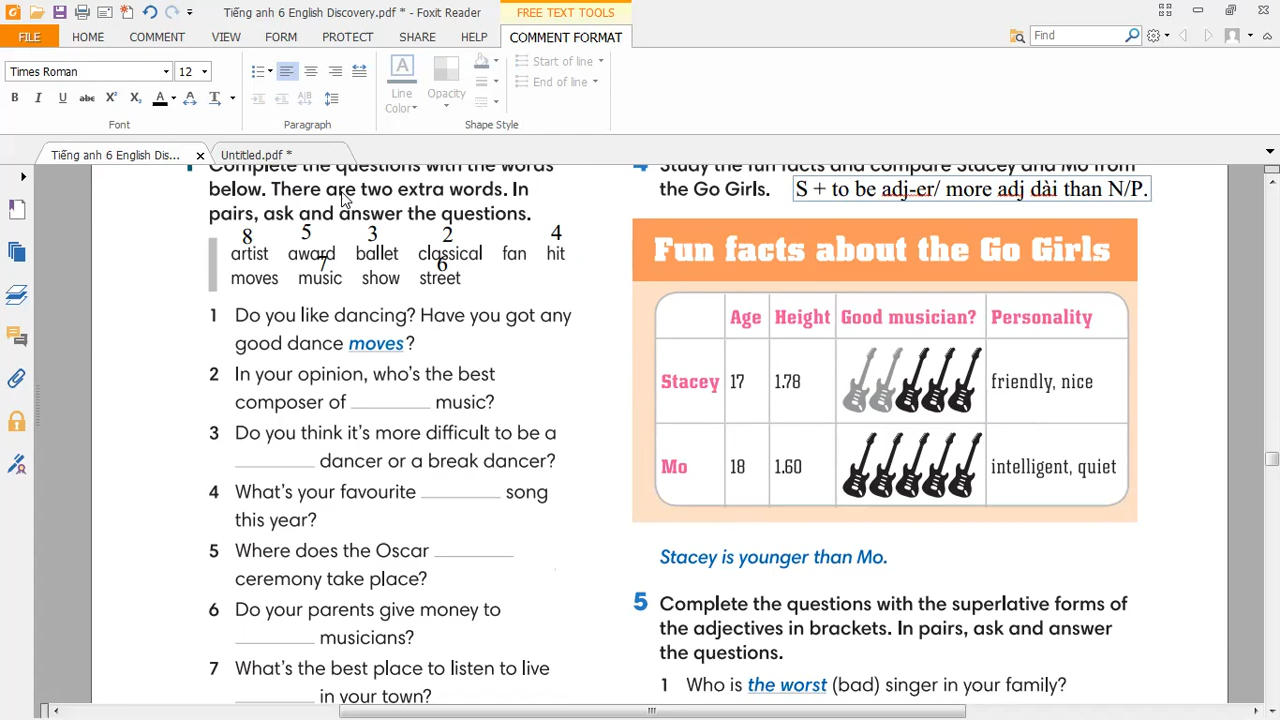 Tiếng anh 6 English Discovery.pdf * - Foxit Reader
FREE TEXT TOOLS
FILE
HOME
COMMENT
VIEW
FORM
PROTECT
SHARE
HELP
COMMENT FORMAT
Find
Times Roman
12
B I U abc X² X₂ A A T
Font
Paragraph
Line Color
Opacity
Start of line
End of line
Shape Style
Tiếng anh 6 English Dis... ×
Untitled.pdf *
Complete the questions with the words
below. There are two extra words. In
pairs, ask and answer the questions.
8 5 3 2 4
artist award ballet classical fan hit
7 6
moves music show street
1 Do you like dancing? Have you got any
good dance moves?
2 In your opinion, who's the best
composer of ________ music?
3 Do you think it's more difficult to be a
________ dancer or a break dancer?
4 What's your favourite ________ song
this year?
5 Where does the Oscar ________
ceremony take place?
6 Do your parents give money to
________ musicians?
7 What's the best place to listen to live
________ in your town?
4 Study the fun facts and compare Stacey and Mo from
the Go Girls.
S + to be adj-er/ more adj dài than N/P.
Fun facts about the Go Girls
Age Height Good musician? Personality
Stacey 17 1.78 friendly, nice
Mo 18 1.60 intelligent, quiet
Stacey is younger than Mo.
5 Complete the questions with the superlative forms of
the adjectives in brackets. In pairs, ask and answer
the questions.
1 Who is the worst (bad) singer in your family?